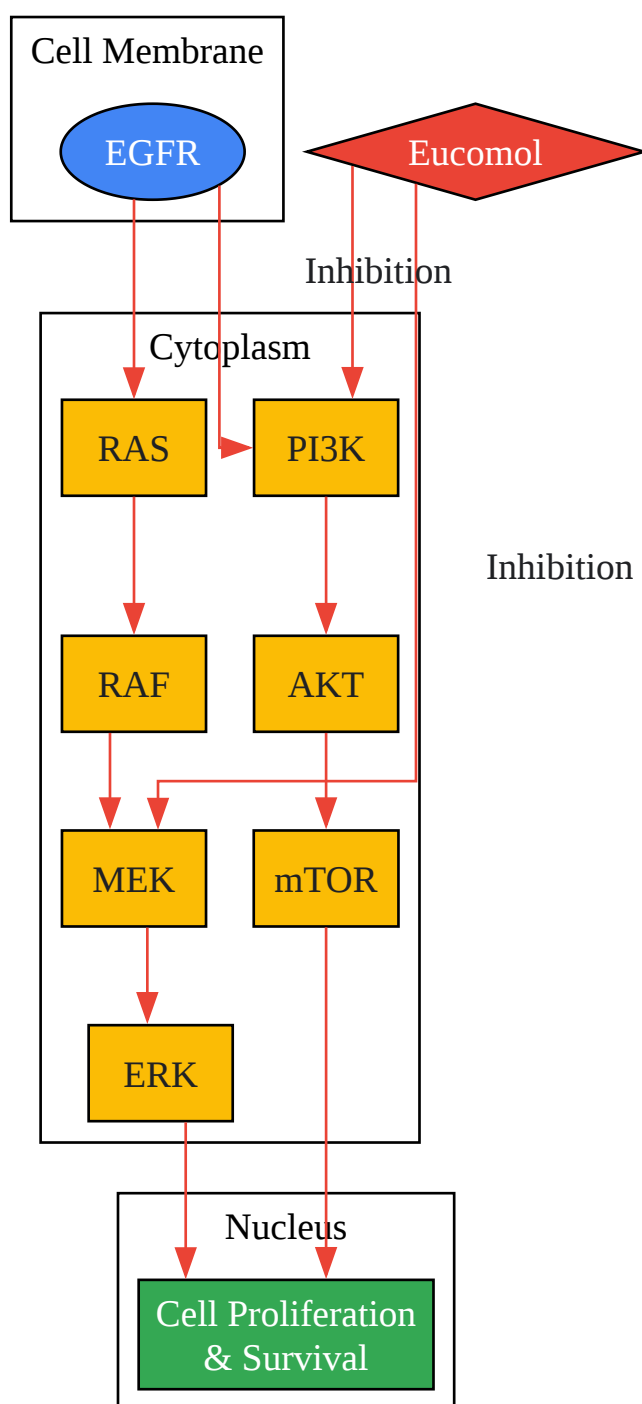 Cell Membrane
EGFR
Eucomol
Inhibition
Cytoplasm
RAS
PI3K
Inhibition
RAF
AKT
MEK
mTOR
ERK
Nucleus
Cell Proliferation
& Survival